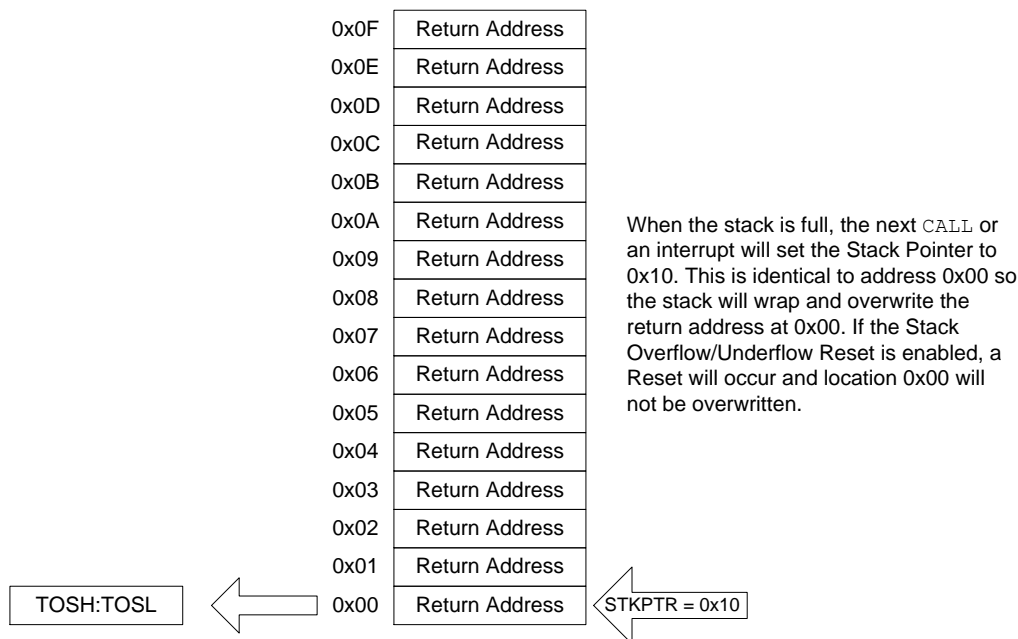 0x0F Return Address
0x0E Return Address
0x0D Return Address
0x0C Return Address
0x0B Return Address
0x0A Return Address
0x09 Return Address
0x08 Return Address
0x07 Return Address
0x06 Return Address
0x05 Return Address
0x04 Return Address
0x03 Return Address
0x02 Return Address
0x01 Return Address
TOSH:TOSL 0x00 Return Address STKPTR = 0x10
When the stack is full, the next CALL or
an interrupt will set the Stack Pointer to
0x10. This is identical to address 0x00 so
the stack will wrap and overwrite the
return address at 0x00. If the Stack
Overflow/Underflow Reset is enabled, a
Reset will occur and location 0x00 will
not be overwritten.